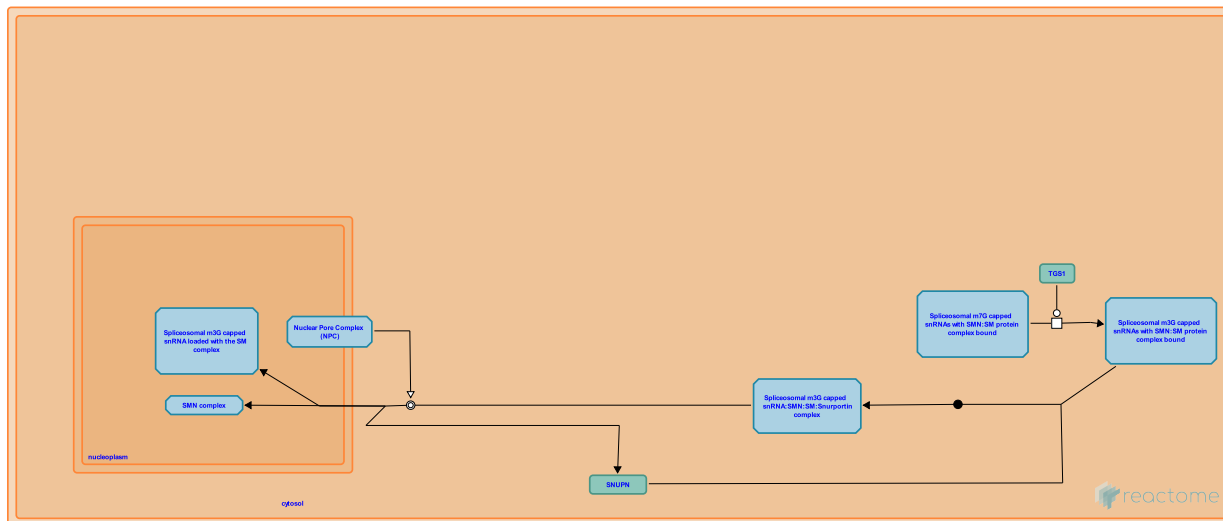 TGS1
Spliceosomal m7G capped
snRNAs with SMN:SM protein
complex bound
Spliceosomal m3G capped
snRNAs with SMN:SM protein
complex bound
Spliceosomal m3G capped
snRNA loaded with the SM
complex
Nuclear Pore Complex
(NPC)
SMN complex
Spliceosomal m3G capped
snRNA:SMN:SM:Snurportin
complex
nucleoplasm
SNUPN
cytosol
reactome